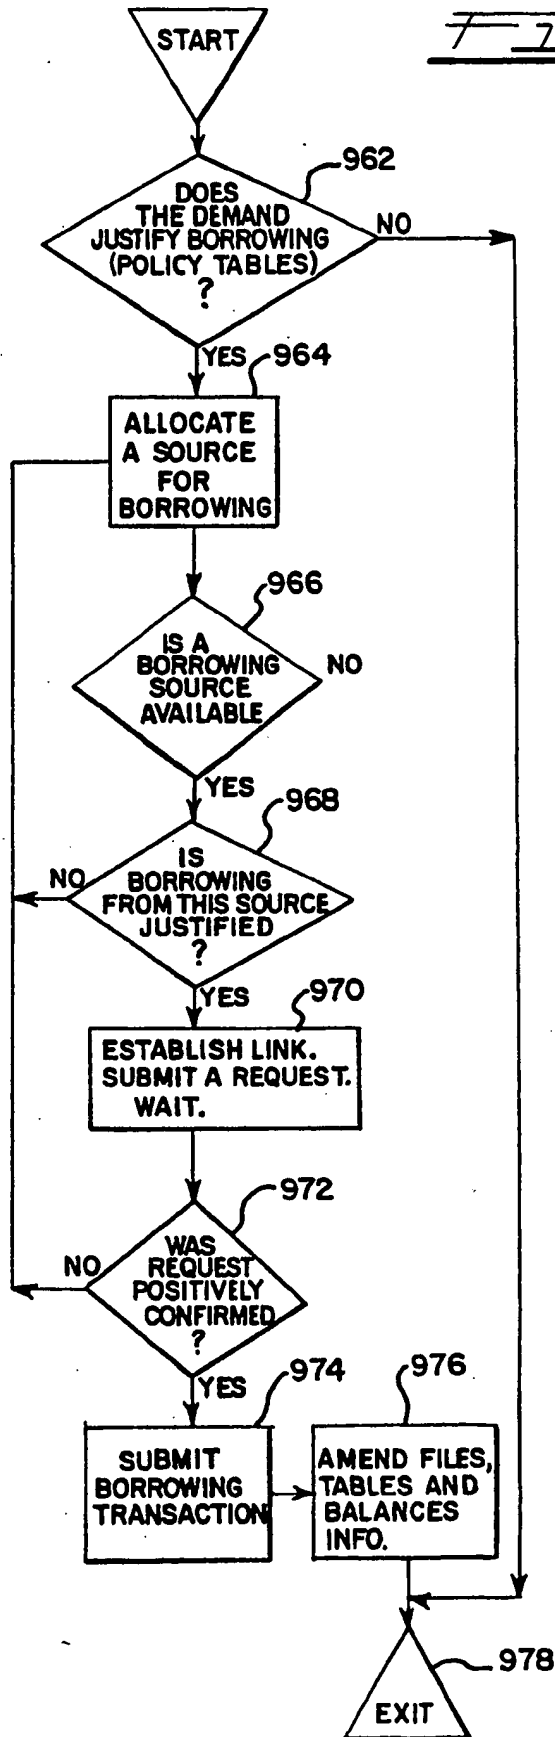 START
962
DOES
THE DEMAND
JUSTIFY BORROWING
(POLICY TABLES)
?
NO
YES
964
ALLOCATE
A SOURCE
FOR
BORROWING
966
IS A
BORROWING
SOURCE
AVAILABLE
NO
YES
968
IS
BORROWING
FROM THIS SOURCE
JUSTIFIED
?
NO
YES
970
ESTABLISH LINK.
SUBMIT A REQUEST.
WAIT.
972
WAS
REQUEST
POSITIVELY
CONFIRMED
?
NO
YES
974
SUBMIT
BORROWING
TRANSACTION
976
AMEND FILES,
TABLES AND
BALANCES
INFO.
978
EXIT